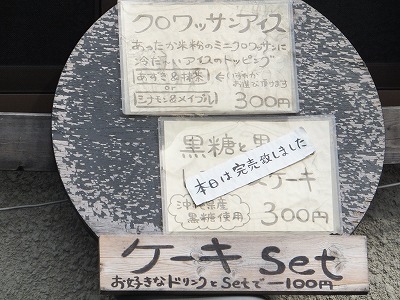 クロワッサンアイス
あったか米粉のミニクロワッサンに
冷たーいアイスのトッピング
あずき&抹茶
or
シナモン&メイプル
300円
黒糖と黒
本日は完売致しました
ケーキ
沖縄県産
黒糖使用
300円
ケーキ Set
お好きなドリンクとSetで-100円